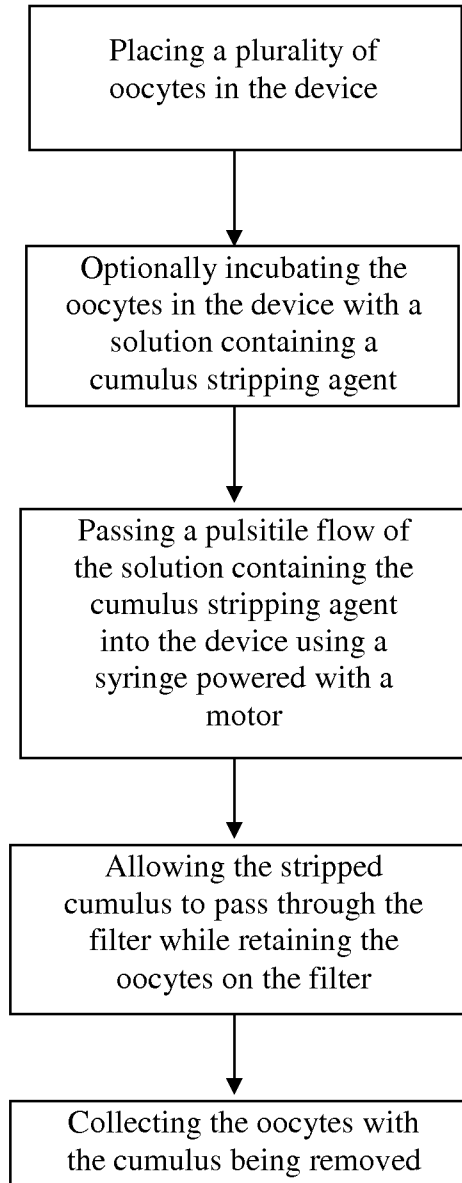 Placing a plurality of
oocytes in the device
Optionally incubating the
oocytes in the device with a
solution containing a
cumulus stripping agent
Passing a pulsitile flow of
the solution containing the
cumulus stripping agent
into the device using a
syringe powered with a
motor
Allowing the stripped
cumulus to pass through the
filter while retaining the
oocytes on the filter
Collecting the oocytes with
the cumulus being removed